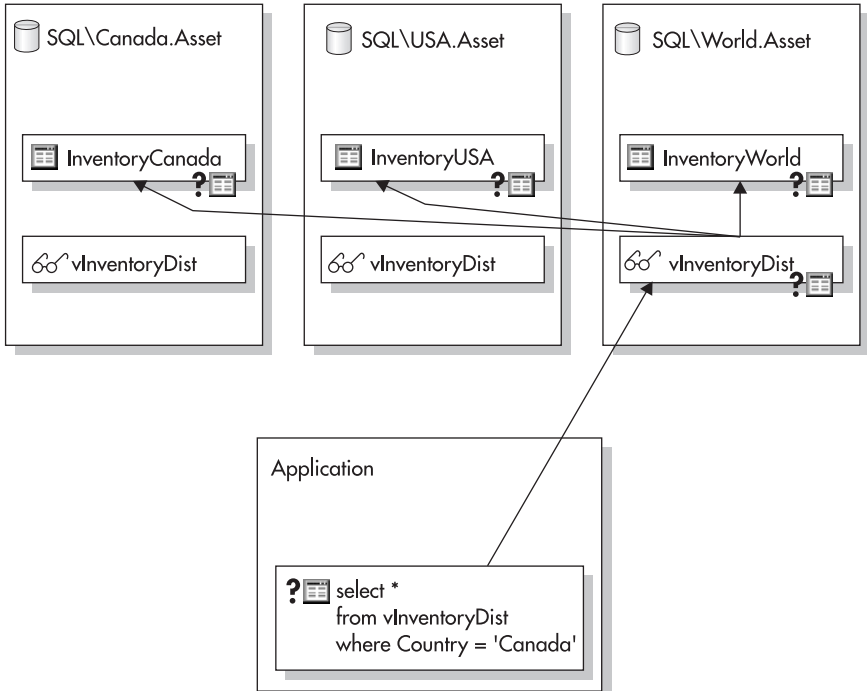 SQL\Canada.Asset
InventoryCanada
?
vInventoryDist
SQL\USA.Asset
InventoryUSA
?
vInventoryDist
SQL\World.Asset
InventoryWorld
?
vInventoryDist
?
Application
? select *
from vInventoryDist
where Country = 'Canada'